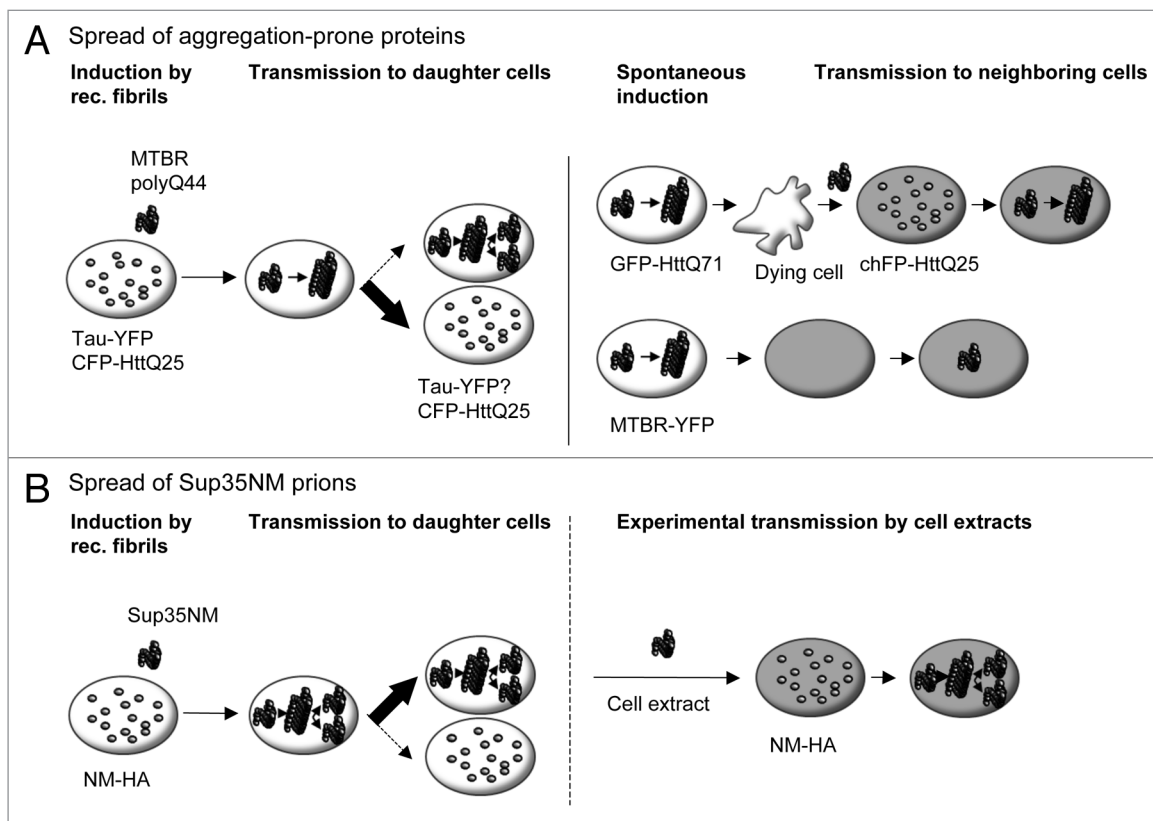 A Spread of aggregation-prone proteins
Induction by
rec. fibrils
Transmission to daughter cells
MTBR
polyQ44
Tau-YFP
CFP-HttQ25
Tau-YFP?
CFP-HttQ25
Spontaneous
induction
Transmission to neighboring cells
GFP-HttQ71
Dying cell
chFP-HttQ25
MTBR-YFP
B Spread of Sup35NM prions
Induction by
rec. fibrils
Transmission to daughter cells
Sup35NM
NM-HA
Experimental transmission by cell extracts
Cell extract
NM-HA